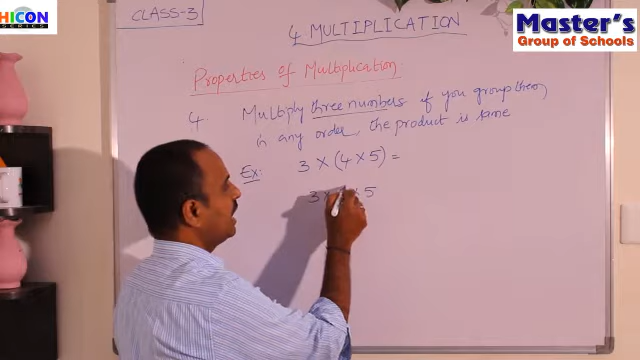 HICON
SERIES
CLASS-3
4 MULTIPLICATION
Master's
Group of Schools
Properties of Multiplication
4. Multiply three numbers if you group them
in any order, the product is same
Ex: 3 × (4 × 5) =
3 × × 5